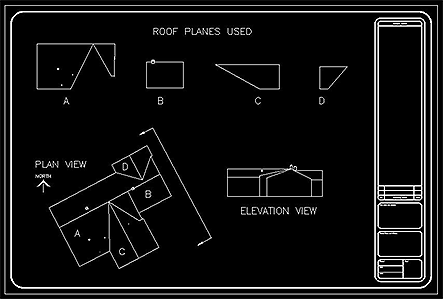 ROOF PLANES USED
A
B
C
D
PLAN VIEW
NORTH
D
B
A
C
ELEVATION VIEW